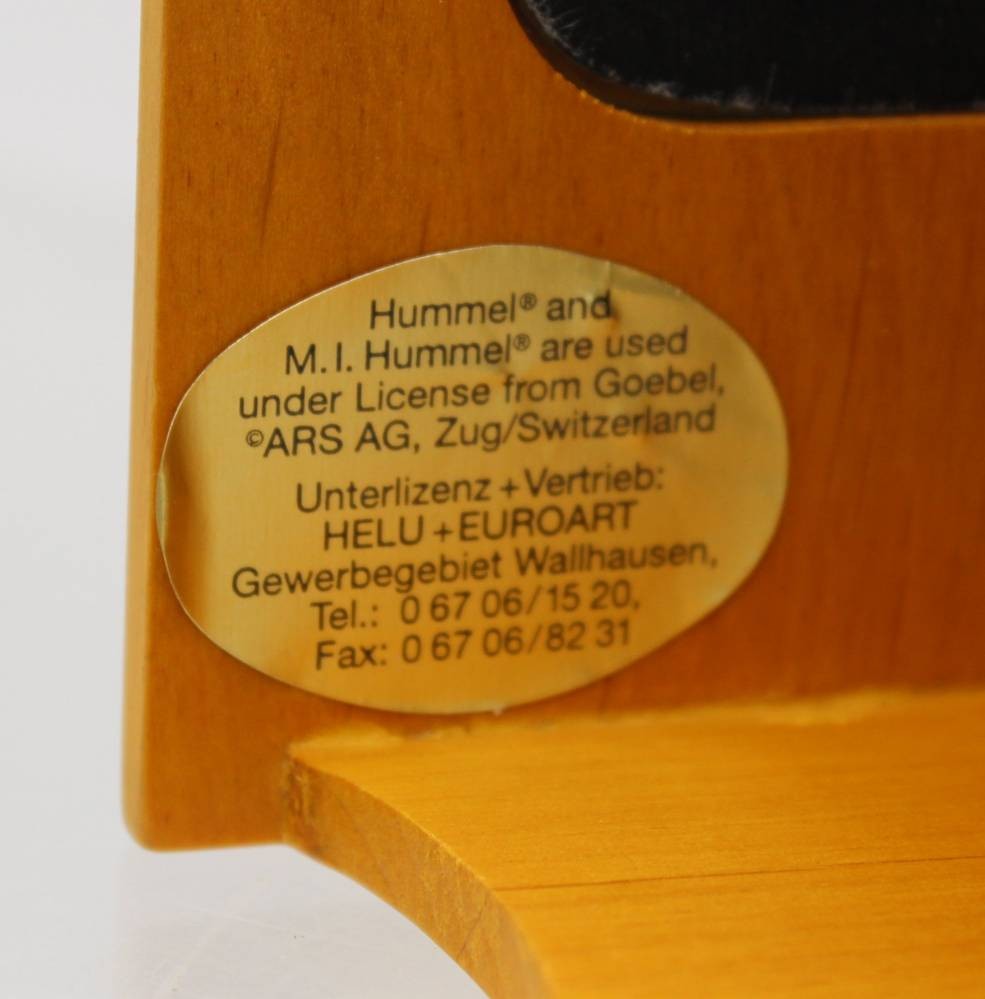 Hummel® and
M. I. Hummel® are used
under License from Goebel,
©ARS AG, Zug/Switzerland
Unterlizenz + Vertrieb:
HELU + EUROART
Gewerbegebiet Wallhausen,
Tel.: 0 67 06/15 20,
Fax: 0 67 06/82 31